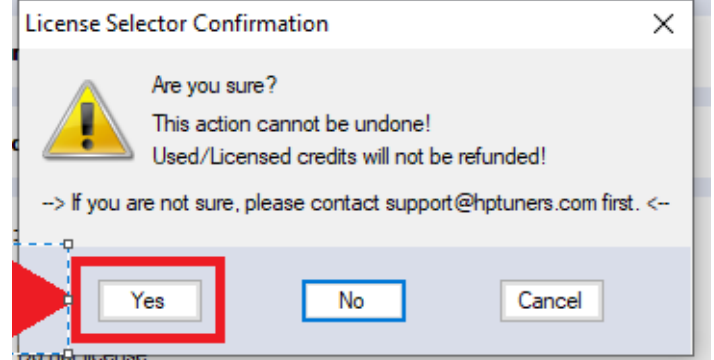 License Selector Confirmation
Are you sure?
This action cannot be undone!
Used/Licensed credits will not be refunded!
--> If you are not sure, please contact support@hptuners.com first. <--
Yes
No
Cancel